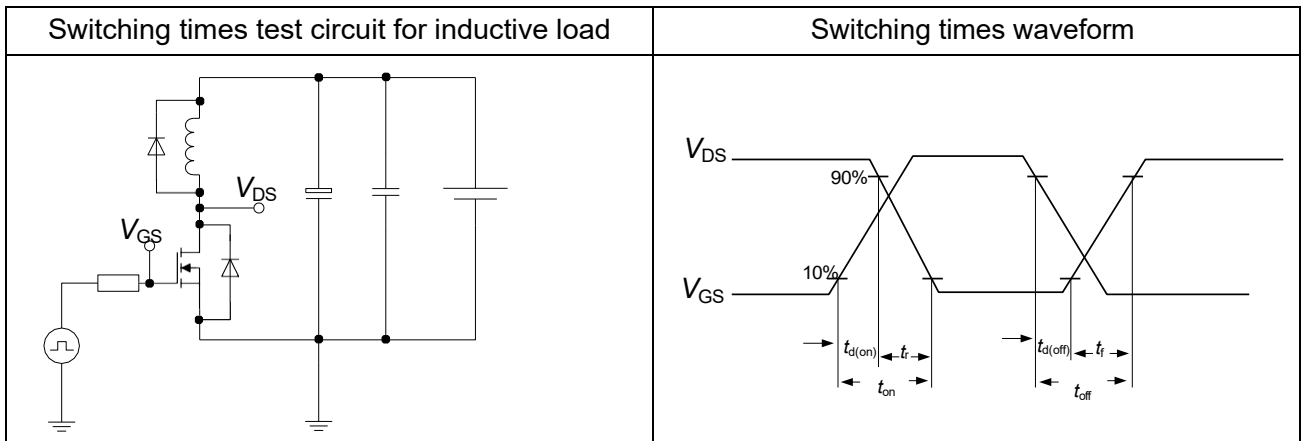 Switching times test circuit for inductive load
Switching times waveform
VDS
VGS
VDS
90%
10%
VGS
td(on) tr
ton
td(off) tf
toff